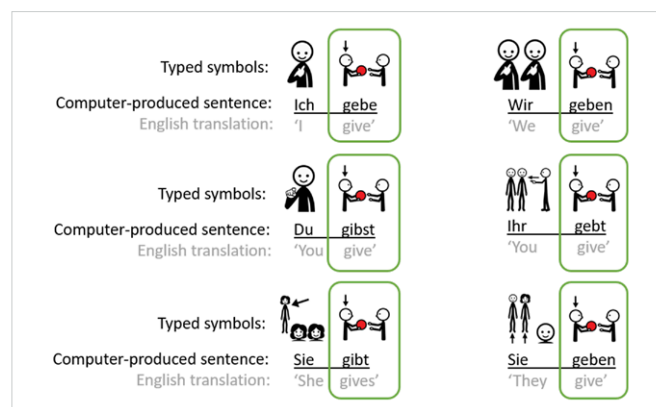 Typed symbols:
Computer-produced sentence: Ich gebe
English translation: 'I give'
Wir geben
'We give'
Typed symbols:
Computer-produced sentence: Du gibst
English translation: 'You give'
Ihr gebt
'You give'
Typed symbols:
Computer-produced sentence: Sie gibt
English translation: 'She gives'
Sie geben
'They give'